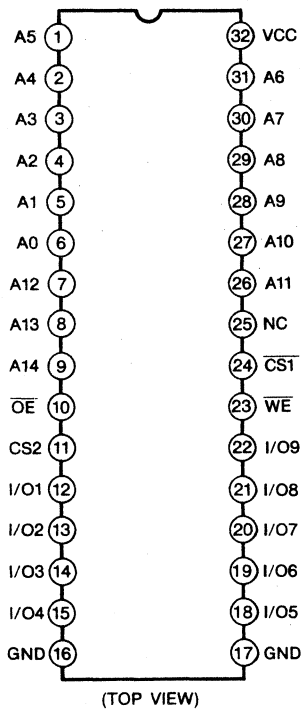 A5 1 32 VCC
A4 2 31 A6
A3 3 30 A7
A2 4 29 A8
A1 5 28 A9
A0 6 27 A10
A12 7 26 A11
A13 8 25 NC
A14 9 24 C̅S̅1̅
O̅E̅ 10 23 W̅E̅
CS2 11 22 I/O9
I/O1 12 21 I/O8
I/O2 13 20 I/O7
I/O3 14 19 I/O6
I/O4 15 18 I/O5
GND 16 17 GND
(TOP VIEW)